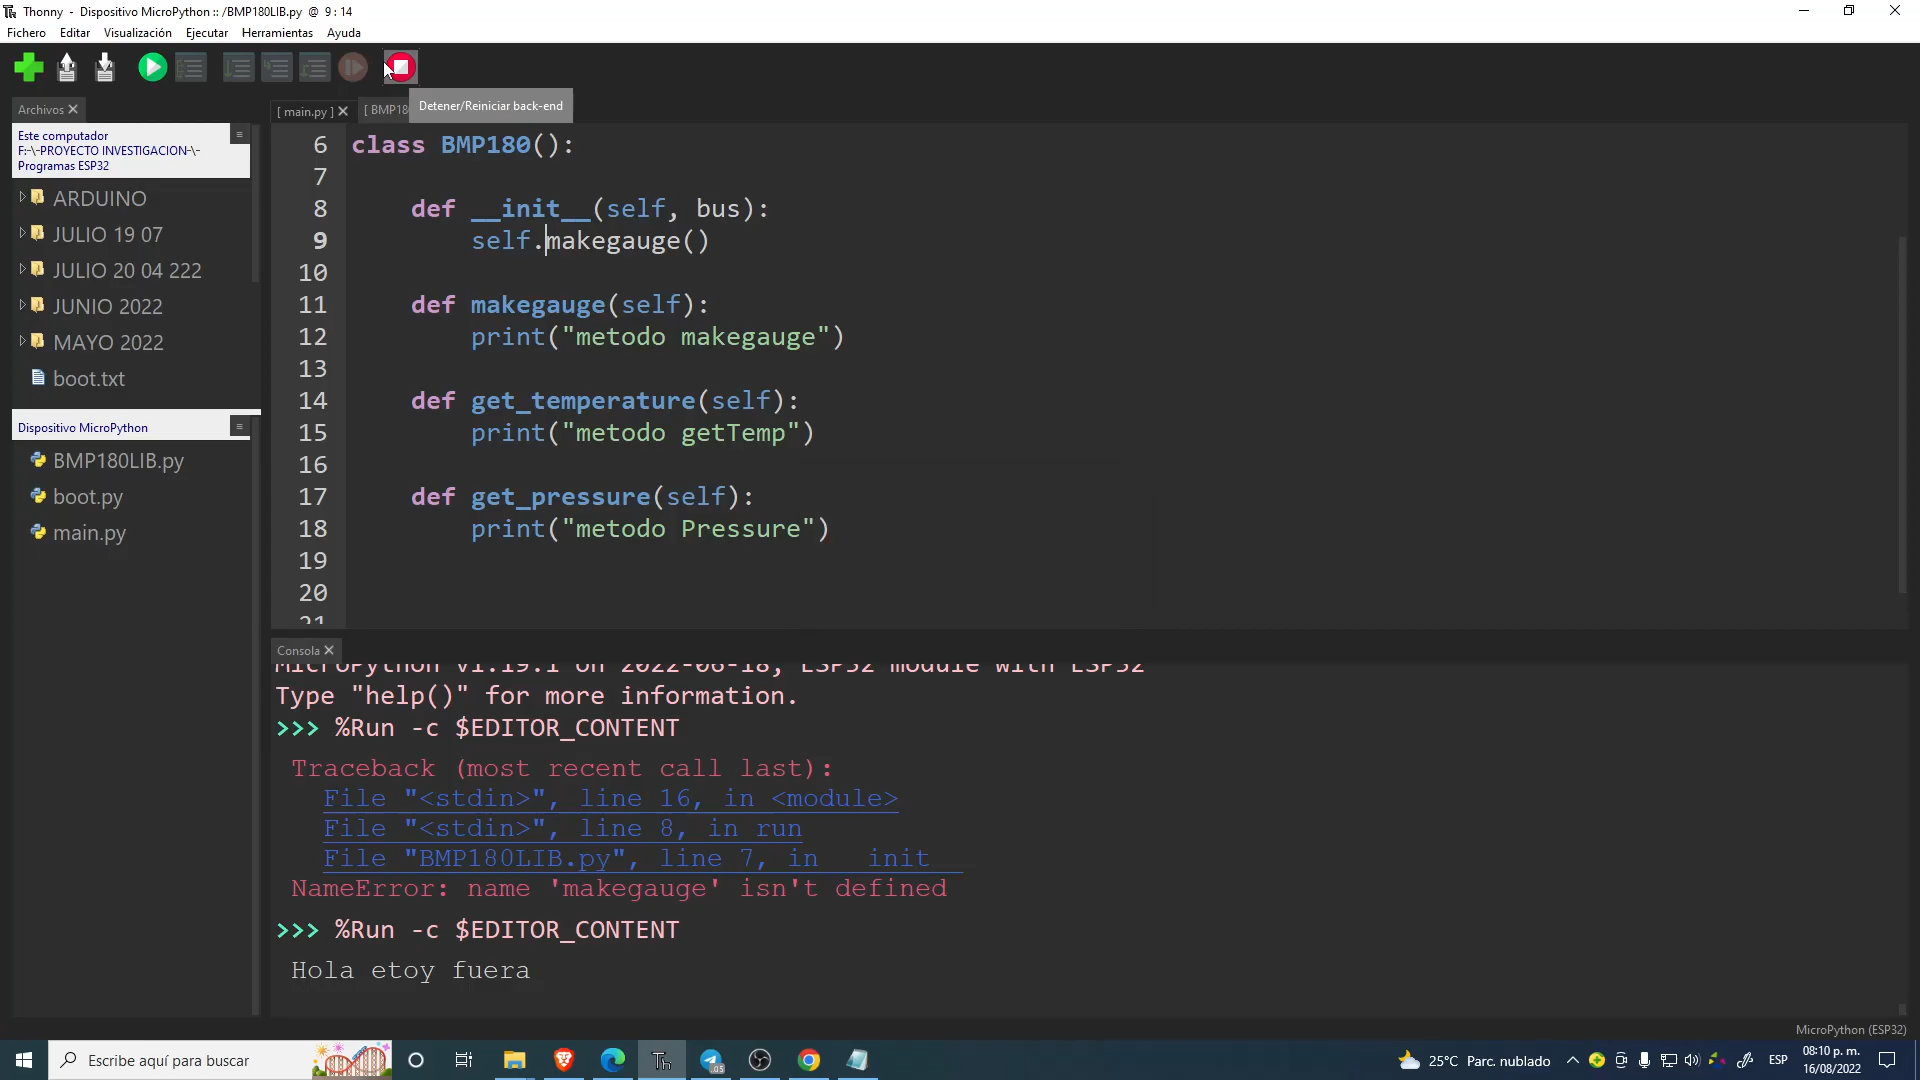 Thonny - Dispositivo MicroPython :: /BMP180LIB.py @ 9 : 14
Fichero Editar Visualización Ejecutar Herramientas Ayuda
Archivos
[ main.py ] [ BMP18
Detener/Reiniciar back-end
Este computador
F:-\-PROYECTO INVESTIGACION-\-
Programas ESP32
ARDUINO
JULIO 19 07
JULIO 20 04 222
JUNIO 2022
MAYO 2022
boot.txt
Dispositivo MicroPython
BMP180LIB.py
boot.py
main.py
6 class BMP180():
7
8 def __init__(self, bus):
9 self.makegauge()
10
11 def makegauge(self):
12 print("metodo makegauge")
13
14 def get_temperature(self):
15 print("metodo getTemp")
16
17 def get_pressure(self):
18 print("metodo Pressure")
19
20
21
Consola
MicroPython v1.19.1 on 2022-06-18; ESP32 module with ESP32
Type "help()" for more information.
>>> %Run -c $EDITOR_CONTENT
Traceback (most recent call last):
File "<stdin>", line 16, in <module>
File "<stdin>", line 8, in run
File "BMP180LIB.py", line 7, in __init__
NameError: name 'makegauge' isn't defined
>>> %Run -c $EDITOR_CONTENT
Hola etoy fuera
MicroPython (ESP32)
Escribe aquí para buscar
Th
.05
25°C Parc. nublado
ESP
08:10 p. m.
16/08/2022